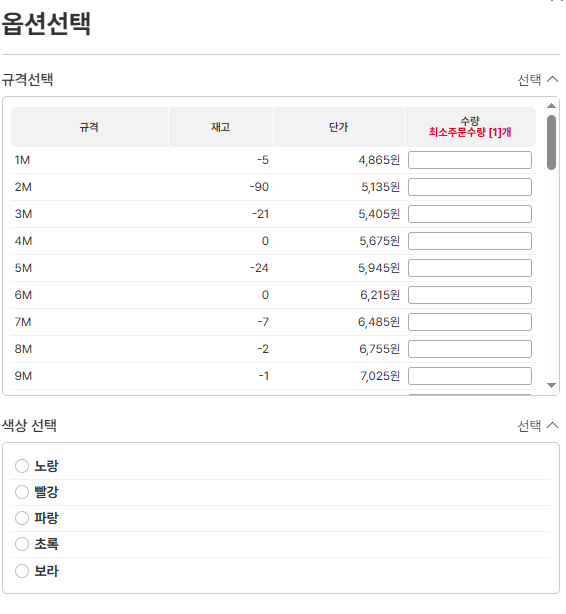 옵션선택
규격선택 선택
규격 재고 단가 수량
최소주문수량 [1]개
1M -5 4,865원
2M -90 5,135원
3M -21 5,405원
4M 0 5,675원
5M -24 5,945원
6M 0 6,215원
7M -7 6,485원
8M -2 6,755원
9M -1 7,025원
색상 선택 선택
노랑
빨강
파랑
초록
보라